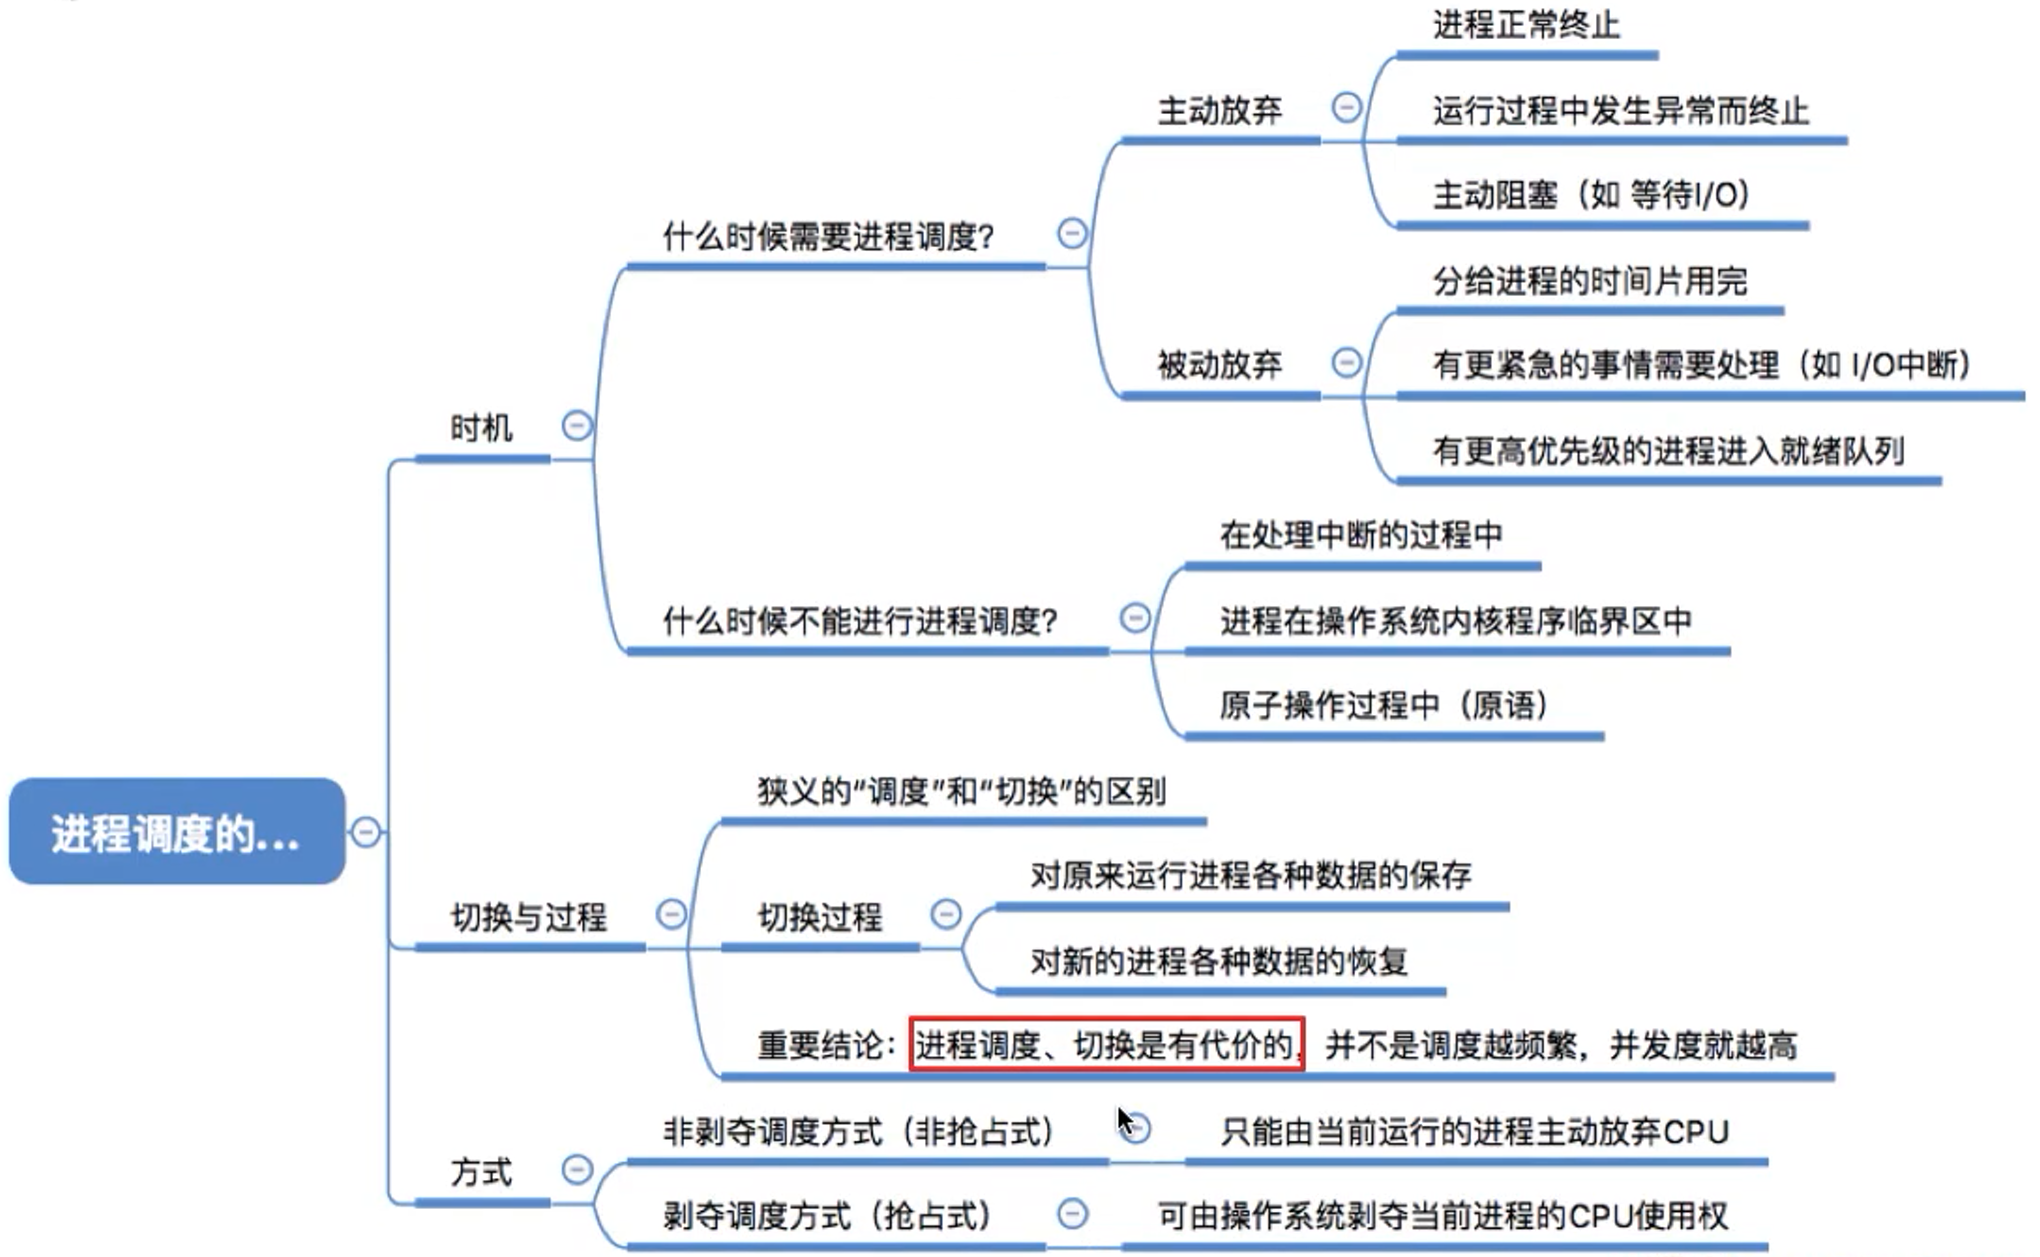 进程正常终止
主动放弃
运行过程中发生异常而终止
主动阻塞（如 等待I/O）
什么时候需要进程调度？
分给进程的时间片用完
被动放弃
有更紧急的事情需要处理（如 I/O中断）
有更高优先级的进程进入就绪队列
时机
在处理中断的过程中
什么时候不能进行进程调度？
进程在操作系统内核程序临界区中
原子操作过程中（原语）
进程调度的...
狭义的“调度”和“切换”的区别
切换与过程
切换过程
对原来运行进程各种数据的保存
对新的进程各种数据的恢复
重要结论：进程调度、切换是有代价的，并不是调度越频繁，并发度就越高
方式
非剥夺调度方式（非抢占式）
只能由当前运行的进程主动放弃CPU
剥夺调度方式（抢占式）
可由操作系统剥夺当前进程的CPU使用权